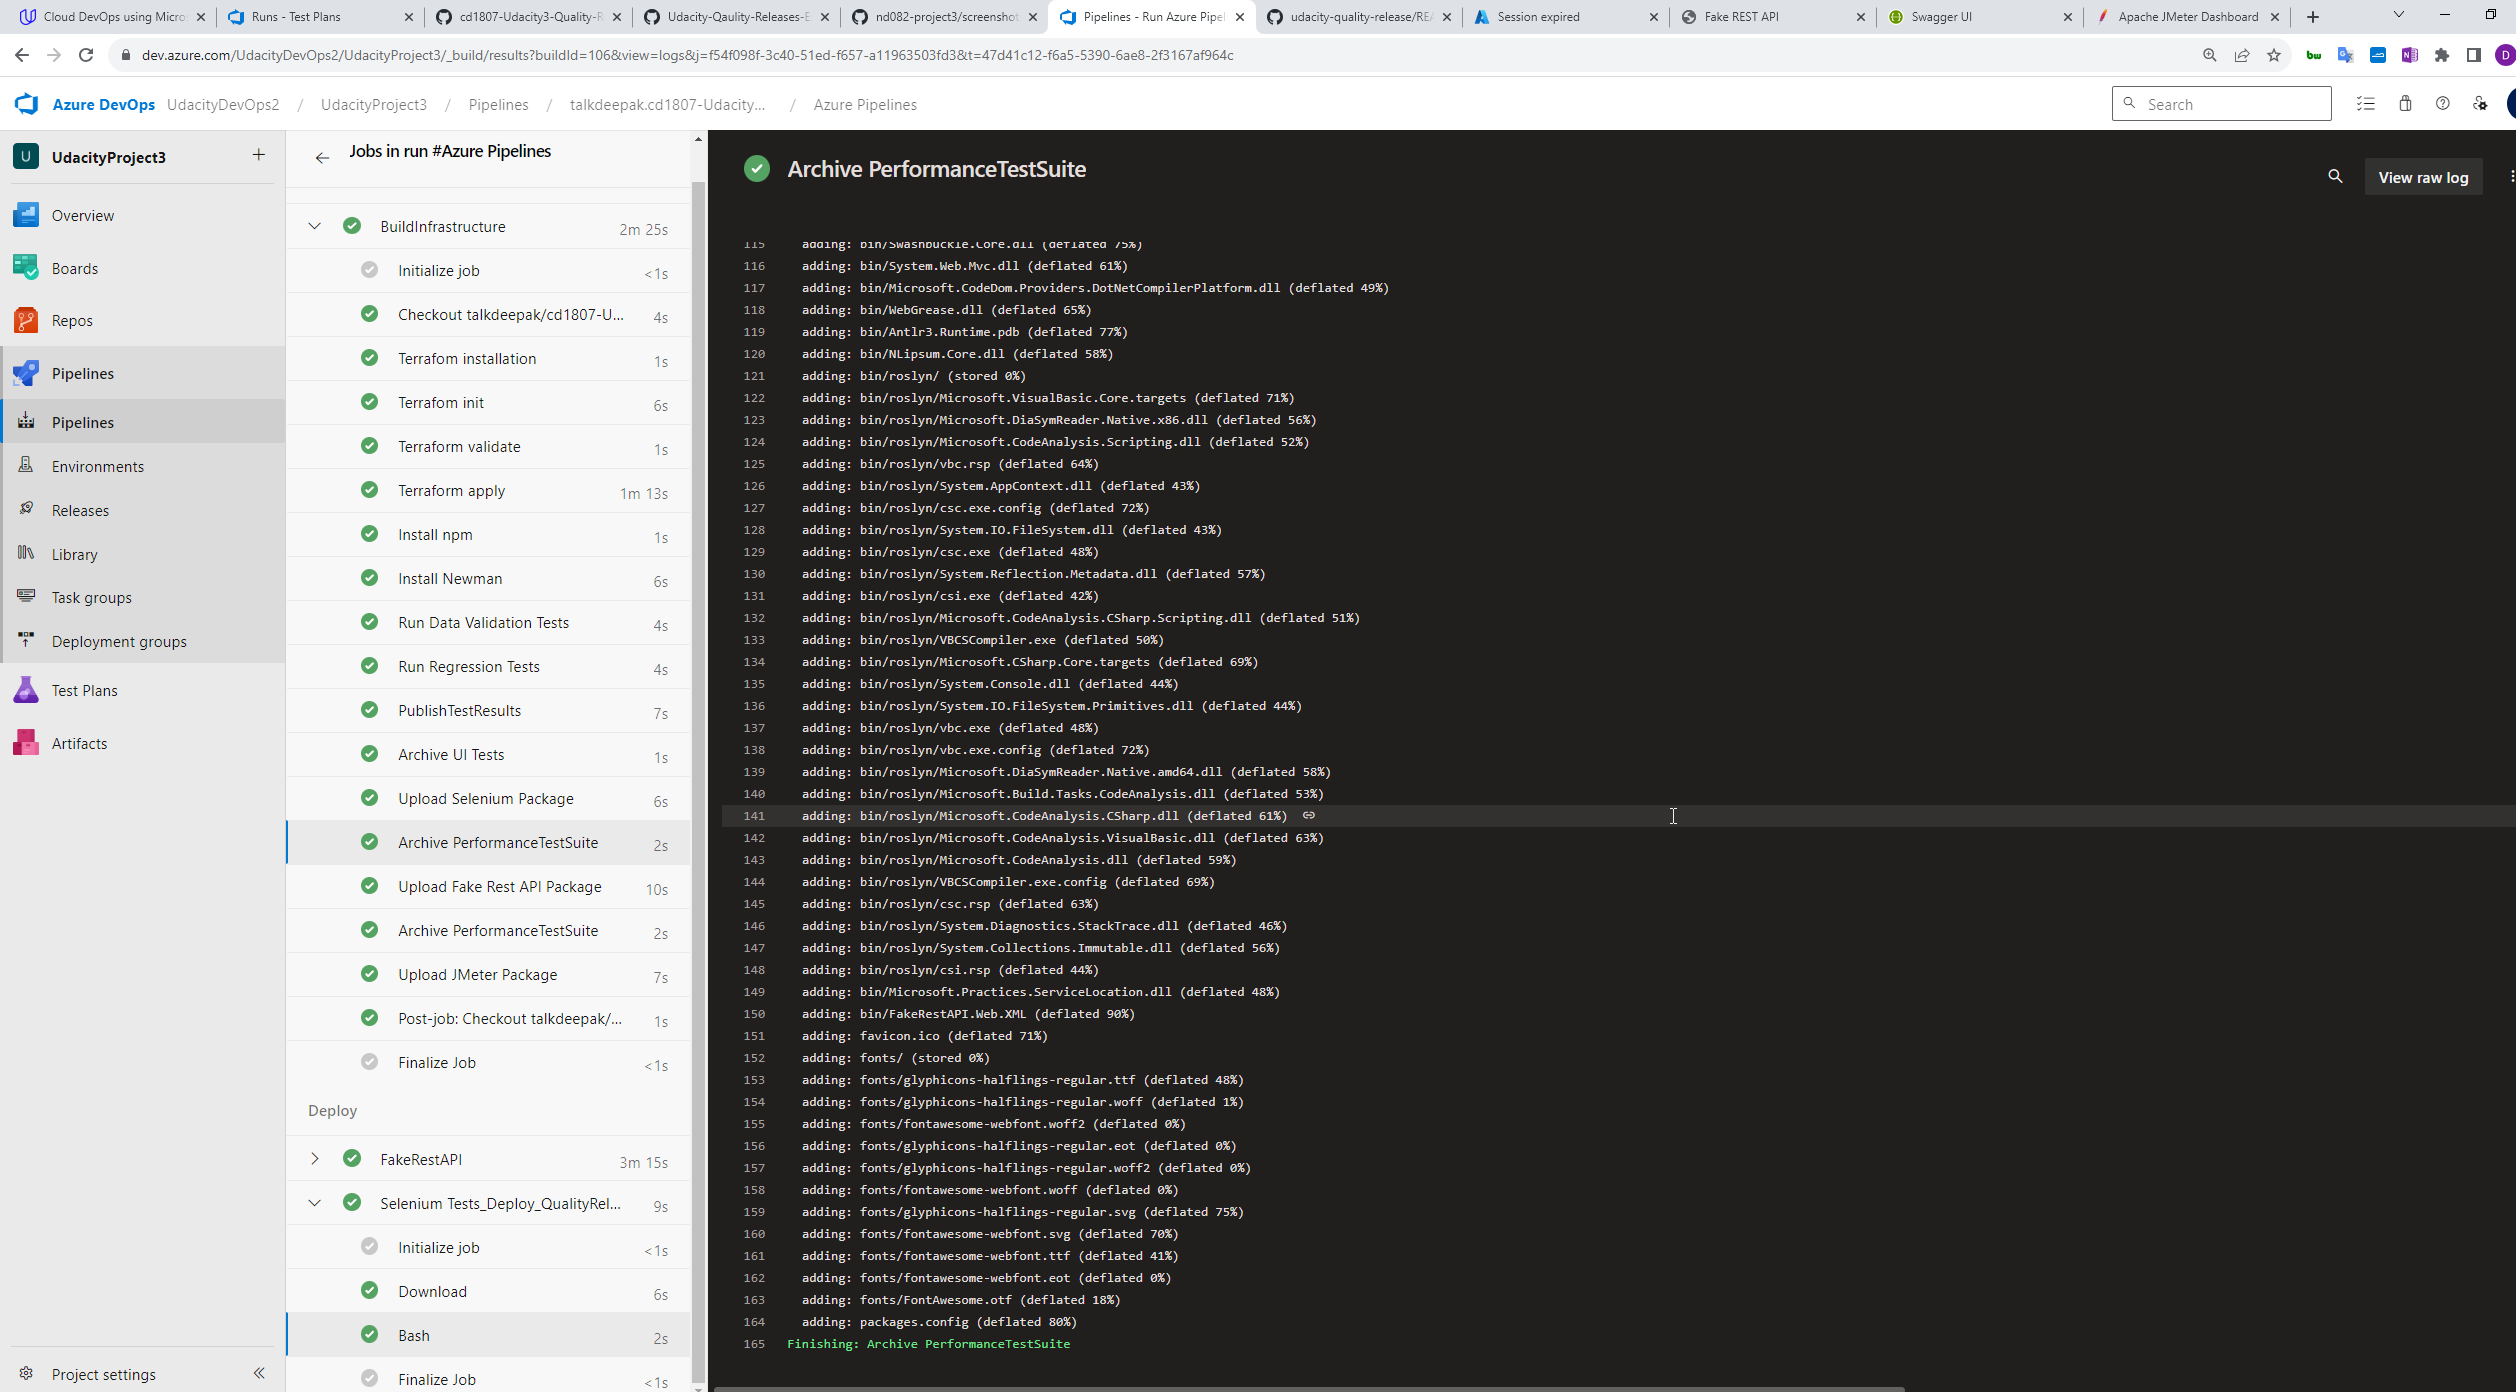 Cloud DevOps using Micro
Runs - Test Plans
cd1807-Udacity3-Quality-R
Udacity-Qaulity-Releases-E
nd082-project3/screenshot
Pipelines - Run Azure Pipel
udacity-quality-release/REA
Session expired
Fake REST API
Swagger UI
Apache JMeter Dashboard
dev.azure.com/UdacityDevOps2/UdacityProject3/_build/results?buildId=106&view=logs&j=f54f098f-3c40-51ed-f657-a11963503fd3&t=47d41c12-f6a5-5390-6ae8-2f3167af964c
bw
D
Azure DevOps UdacityDevOps2 / UdacityProject3 / Pipelines / talkdeepak.cd1807-Udacity... / Azure Pipelines
Search
U UdacityProject3
Overview
Boards
Repos
Pipelines
Pipelines
Environments
Releases
Library
Task groups
Deployment groups
Test Plans
Artifacts
Project settings
Jobs in run #Azure Pipelines
BuildInfrastructure 2m 25s
Initialize job <1s
Checkout talkdeepak/cd1807-U... 4s
Terrafom installation 1s
Terrafom init 6s
Terraform validate 1s
Terraform apply 1m 13s
Install npm 1s
Install Newman 6s
Run Data Validation Tests 4s
Run Regression Tests 4s
PublishTestResults 7s
Archive UI Tests 1s
Upload Selenium Package 6s
Archive PerformanceTestSuite 2s
Upload Fake Rest API Package 10s
Archive PerformanceTestSuite 2s
Upload JMeter Package 7s
Post-job: Checkout talkdeepak/... 1s
Finalize Job <1s
Deploy
FakeRestAPI 3m 15s
Selenium Tests_Deploy_QualityRel... 9s
Initialize job <1s
Download 6s
Bash 2s
Finalize Job <1s
Archive PerformanceTestSuite
View raw log
115 adding: bin/Swashbuckle.Core.dll (deflated 75%)
116 adding: bin/System.Web.Mvc.dll (deflated 61%)
117 adding: bin/Microsoft.CodeDom.Providers.DotNetCompilerPlatform.dll (deflated 49%)
118 adding: bin/WebGrease.dll (deflated 65%)
119 adding: bin/Antlr3.Runtime.pdb (deflated 77%)
120 adding: bin/NLipsum.Core.dll (deflated 58%)
121 adding: bin/roslyn/ (stored 0%)
122 adding: bin/roslyn/Microsoft.VisualBasic.Core.targets (deflated 71%)
123 adding: bin/roslyn/Microsoft.DiaSymReader.Native.x86.dll (deflated 56%)
124 adding: bin/roslyn/Microsoft.CodeAnalysis.Scripting.dll (deflated 52%)
125 adding: bin/roslyn/vbc.rsp (deflated 64%)
126 adding: bin/roslyn/System.AppContext.dll (deflated 43%)
127 adding: bin/roslyn/csc.exe.config (deflated 72%)
128 adding: bin/roslyn/System.IO.FileSystem.dll (deflated 43%)
129 adding: bin/roslyn/csc.exe (deflated 48%)
130 adding: bin/roslyn/System.Reflection.Metadata.dll (deflated 57%)
131 adding: bin/roslyn/csi.exe (deflated 42%)
132 adding: bin/roslyn/Microsoft.CodeAnalysis.CSharp.Scripting.dll (deflated 51%)
133 adding: bin/roslyn/VBCSCompiler.exe (deflated 50%)
134 adding: bin/roslyn/Microsoft.CSharp.Core.targets (deflated 69%)
135 adding: bin/roslyn/System.Console.dll (deflated 44%)
136 adding: bin/roslyn/System.IO.FileSystem.Primitives.dll (deflated 44%)
137 adding: bin/roslyn/vbc.exe (deflated 48%)
138 adding: bin/roslyn/vbc.exe.config (deflated 72%)
139 adding: bin/roslyn/Microsoft.DiaSymReader.Native.amd64.dll (deflated 58%)
140 adding: bin/roslyn/Microsoft.Build.Tasks.CodeAnalysis.dll (deflated 53%)
141 adding: bin/roslyn/Microsoft.CodeAnalysis.CSharp.dll (deflated 61%)
142 adding: bin/roslyn/Microsoft.CodeAnalysis.VisualBasic.dll (deflated 63%)
143 adding: bin/roslyn/Microsoft.CodeAnalysis.dll (deflated 59%)
144 adding: bin/roslyn/VBCSCompiler.exe.config (deflated 69%)
145 adding: bin/roslyn/csc.rsp (deflated 63%)
146 adding: bin/roslyn/System.Diagnostics.StackTrace.dll (deflated 46%)
147 adding: bin/roslyn/System.Collections.Immutable.dll (deflated 56%)
148 adding: bin/roslyn/csi.rsp (deflated 44%)
149 adding: bin/Microsoft.Practices.ServiceLocation.dll (deflated 48%)
150 adding: bin/FakeRestAPI.Web.XML (deflated 90%)
151 adding: favicon.ico (deflated 71%)
152 adding: fonts/ (stored 0%)
153 adding: fonts/glyphicons-halflings-regular.ttf (deflated 48%)
154 adding: fonts/glyphicons-halflings-regular.woff (deflated 1%)
155 adding: fonts/fontawesome-webfont.woff2 (deflated 0%)
156 adding: fonts/glyphicons-halflings-regular.eot (deflated 0%)
157 adding: fonts/glyphicons-halflings-regular.woff2 (deflated 0%)
158 adding: fonts/fontawesome-webfont.woff (deflated 0%)
159 adding: fonts/glyphicons-halflings-regular.svg (deflated 75%)
160 adding: fonts/fontawesome-webfont.svg (deflated 70%)
161 adding: fonts/fontawesome-webfont.ttf (deflated 41%)
162 adding: fonts/fontawesome-webfont.eot (deflated 0%)
163 adding: fonts/FontAwesome.otf (deflated 18%)
164 adding: packages.config (deflated 80%)
165 Finishing: Archive PerformanceTestSuite